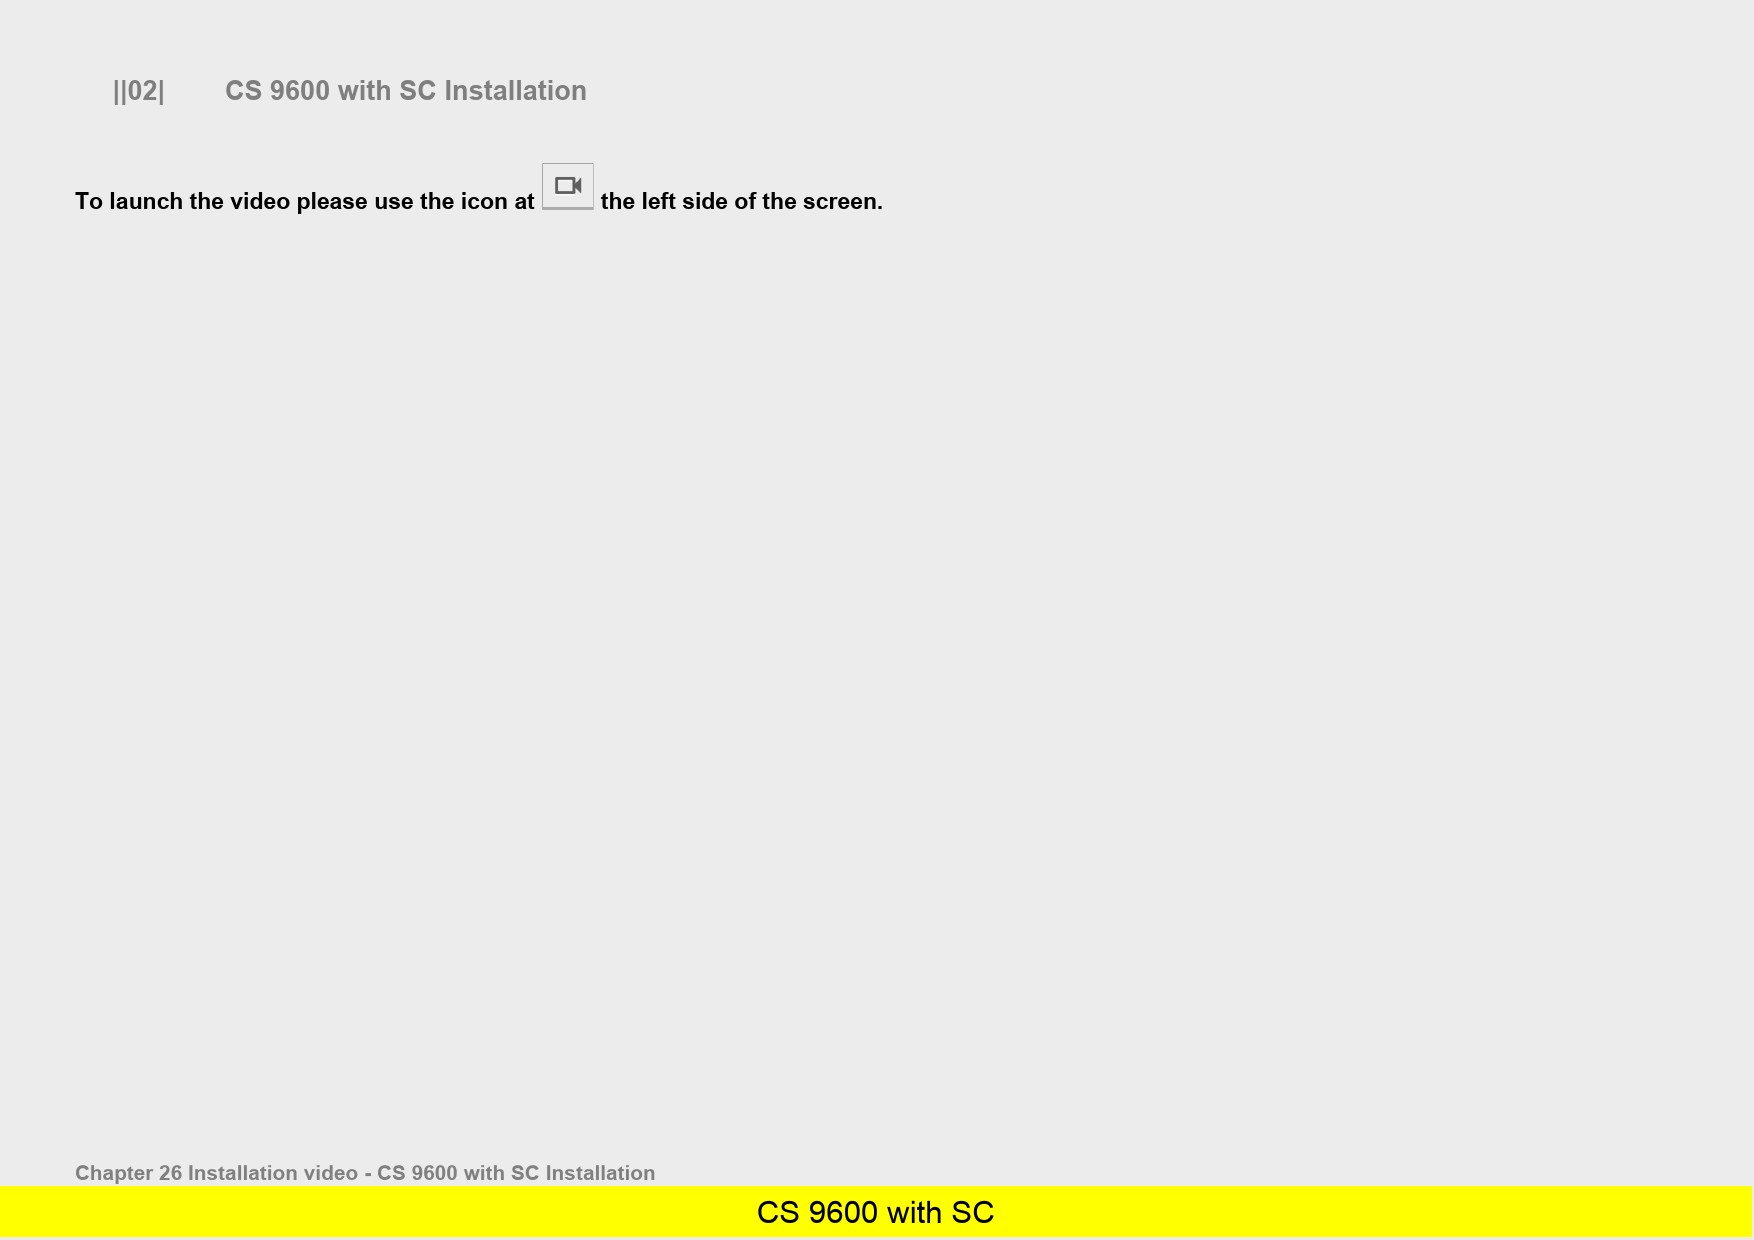 ||02| CS 9600 with SC Installation
To launch the video please use the icon at the left side of the screen.
Chapter 26 Installation video - CS 9600 with SC Installation
CS 9600 with SC